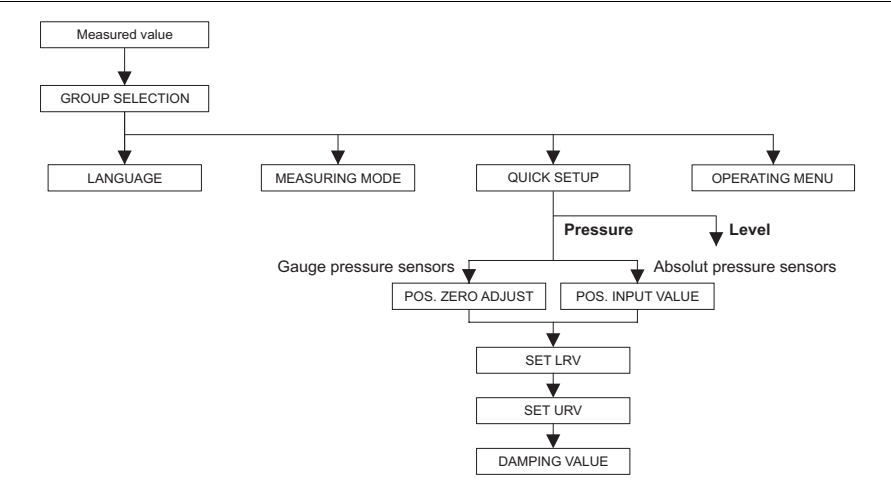 Measured value
GROUP SELECTION
LANGUAGE
MEASURING MODE
QUICK SETUP
OPERATING MENU
Pressure
Level
Gauge pressure sensors
Absolut pressure sensors
POS. ZERO ADJUST
POS. INPUT VALUE
SET LRV
SET URV
DAMPING VALUE